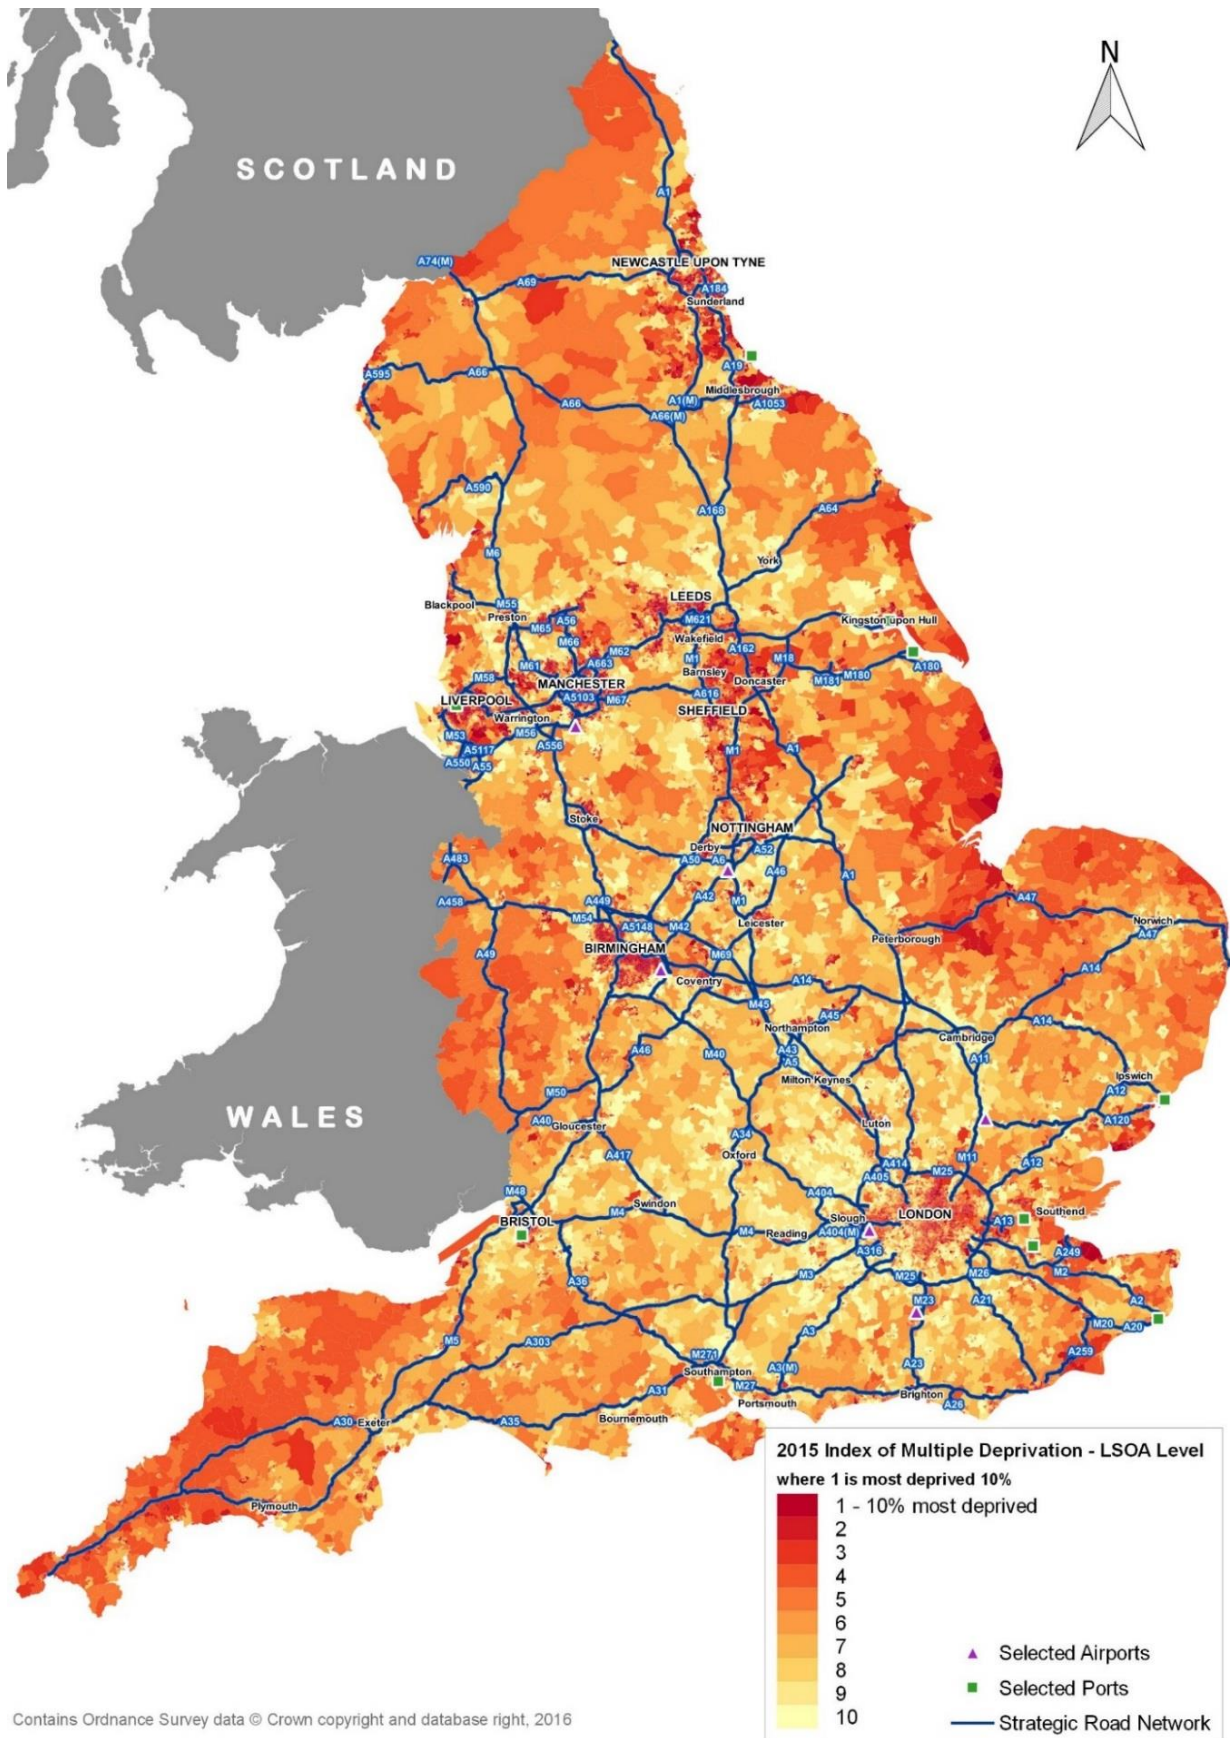 N
SCOTLAND
A1
A74(M)
NEWCASTLE UPON TYNE
A69
A184
Sunderland
A19
A595
A66
Middlesbrough
A66
A1(M)
A1053
A66(M)
A590
A168
A64
M6
York
Blackpool
M55
LEEDS
Preston
A56
M621
Kingston upon Hull
M65
M66
Wakefield
M62
A162
M1
M18
M61
A663
Barnsley
A180
M58
MANCHESTER
Doncaster
M181
M180
LIVERPOOL
A5103
M67
A616
SHEFFIELD
Warrington
M53
M56
A556
A5117
M1
A1
A550
A55
Stoke
NOTTINGHAM
Derby
A52
A483
A50
A6
A46
A1
A458
A449
A42
M1
A47
M54
A5148
M42
Leicester
Norwich
A47
BIRMINGHAM
Peterborough
A49
M69
A14
Coventry
A14
M45
A45
A14
Northampton
Cambridge
A46
M40
A43
A11
A5
Milton Keynes
Ipswich
M50
A12
WALES
A40
Gloucester
Luton
A120
A34
A417
Oxford
M11
A12
A414
M25
A405
M48
A404
Swindon
BRISTOL
M4
Slough
LONDON
Southend
A13
M4
Reading
A404(M)
A316
A249
A36
M3
M25
M26
M2
M23
A21
A2
M5
A303
A3
M20
A20
M271
A23
A259
Southampton
A3(M)
A31
M27
Brighton
A30
Exeter
A35
Bournemouth
Portsmouth
A26
Plymouth
2015 Index of Multiple Deprivation - LSOA Level
where 1 is most deprived 10%
1 - 10% most deprived
2
3
4
5
6
7
8
9
10
Selected Airports
Selected Ports
Strategic Road Network
Contains Ordnance Survey data © Crown copyright and database right, 2016